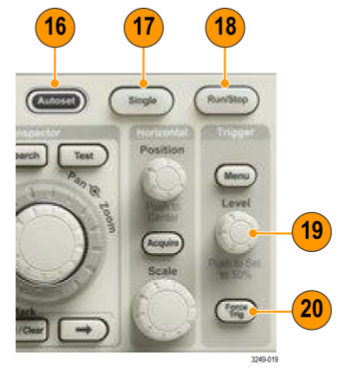 16 17 18
Autoset Single Run/Stop
nspector Horizontal Trigger
earch Test Position
Pan Zoom
Push to Center
Menu
Level
Acquire
19
Push to Set to 50%
Scale
Mark
/Clear →
Force Trig
20
3249-019